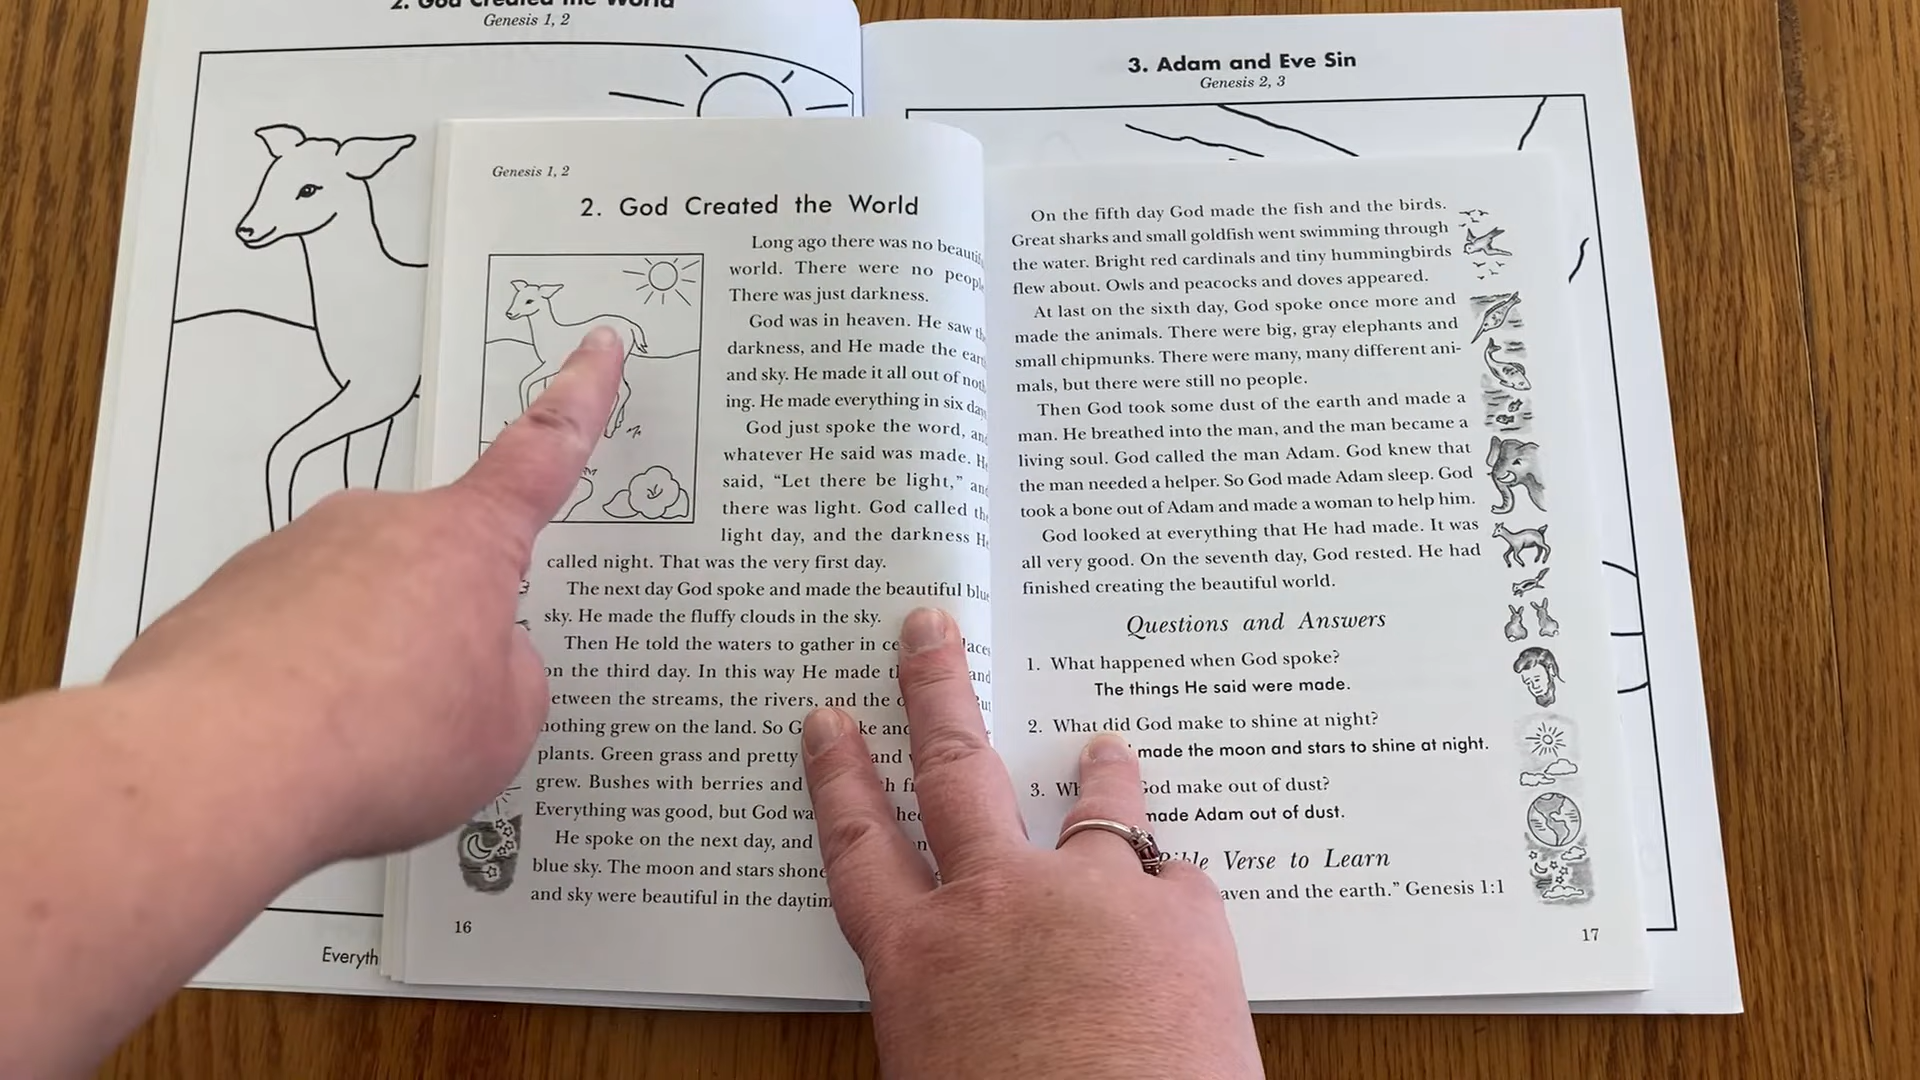 2. God Created the World
Genesis 1, 2
3. Adam and Eve Sin
Genesis 2, 3
Genesis 1, 2
2. God Created the World
Long ago there was no
world. There were no
There was just darkness.
God was in heaven. He saw
darkness, and He made the
and sky. He made it all out of
ing. He made everything in six
God just spoke the word,
whatever He said was made.
said, “Let there be light,”
there was light. God called
light day, and the darkness
called night. That was the very first day.
The next day God spoke and made the beautiful blue
sky. He made the fluffy clouds in the sky.
Then He told the waters to gather in
on the third day. In this way He made
between the streams, the rivers, and the
nothing grew on the land. So
plants. Green grass and pretty and
grew. Bushes with berries and
Everything was good, but God
He spoke on the next day, and
blue sky. The moon and stars shone
and sky were beautiful in the
16
Everyth
On the fifth day God made the fish and the birds.
Great sharks and small goldfish went swimming through
the water. Bright red cardinals and tiny hummingbirds
flew about. Owls and peacocks and doves appeared.
At last on the sixth day, God spoke once more and
made the animals. There were big, gray elephants and
small chipmunks. There were many, many different ani-
mals, but there were still no people.
Then God took some dust of the earth and made a
man. He breathed into the man, and the man became a
living soul. God called the man Adam. God knew that
the man needed a helper. So God made Adam sleep. God
took a bone out of Adam and made a woman to help him.
God looked at everything that He had made. It was
all very good. On the seventh day, God rested. He had
finished creating the beautiful world.
Questions and Answers
1. What happened when God spoke?
The things He said were made.
2. What did God make to shine at night?
made the moon and stars to shine at night.
3. God make out of dust?
made Adam out of dust.
Bible Verse to Learn
and the earth.” Genesis 1:1
17